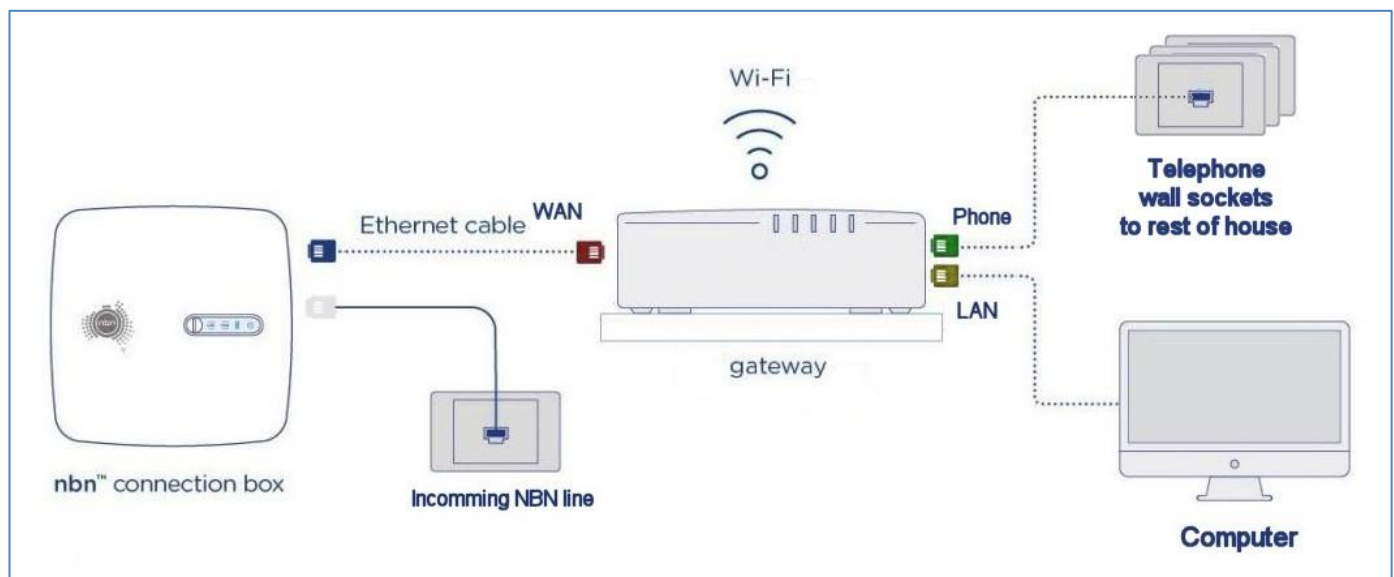 Wi-Fi
Ethernet cable
WAN
Phone
LAN
Telephone
wall sockets
to rest of house
nbn
gateway
nbn™ connection box
Incomming NBN line
Computer